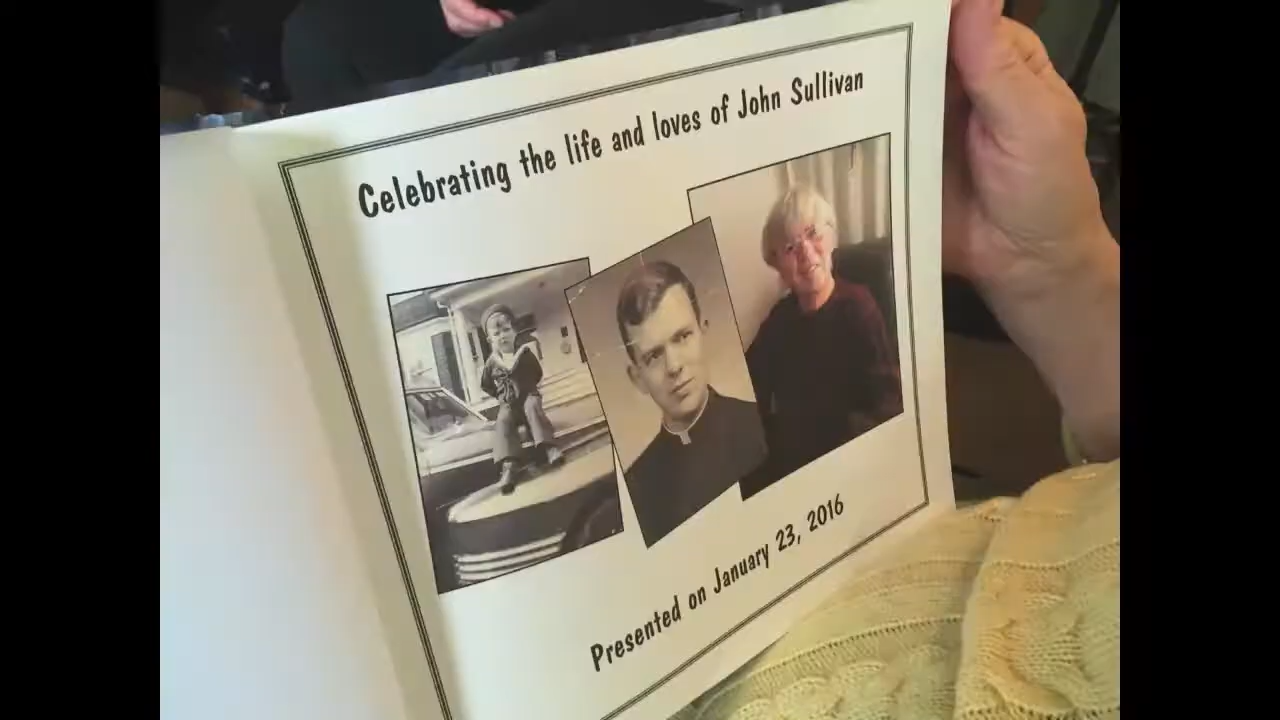 Celebrating the life and loves of John Sullivan
Presented on January 23, 2016